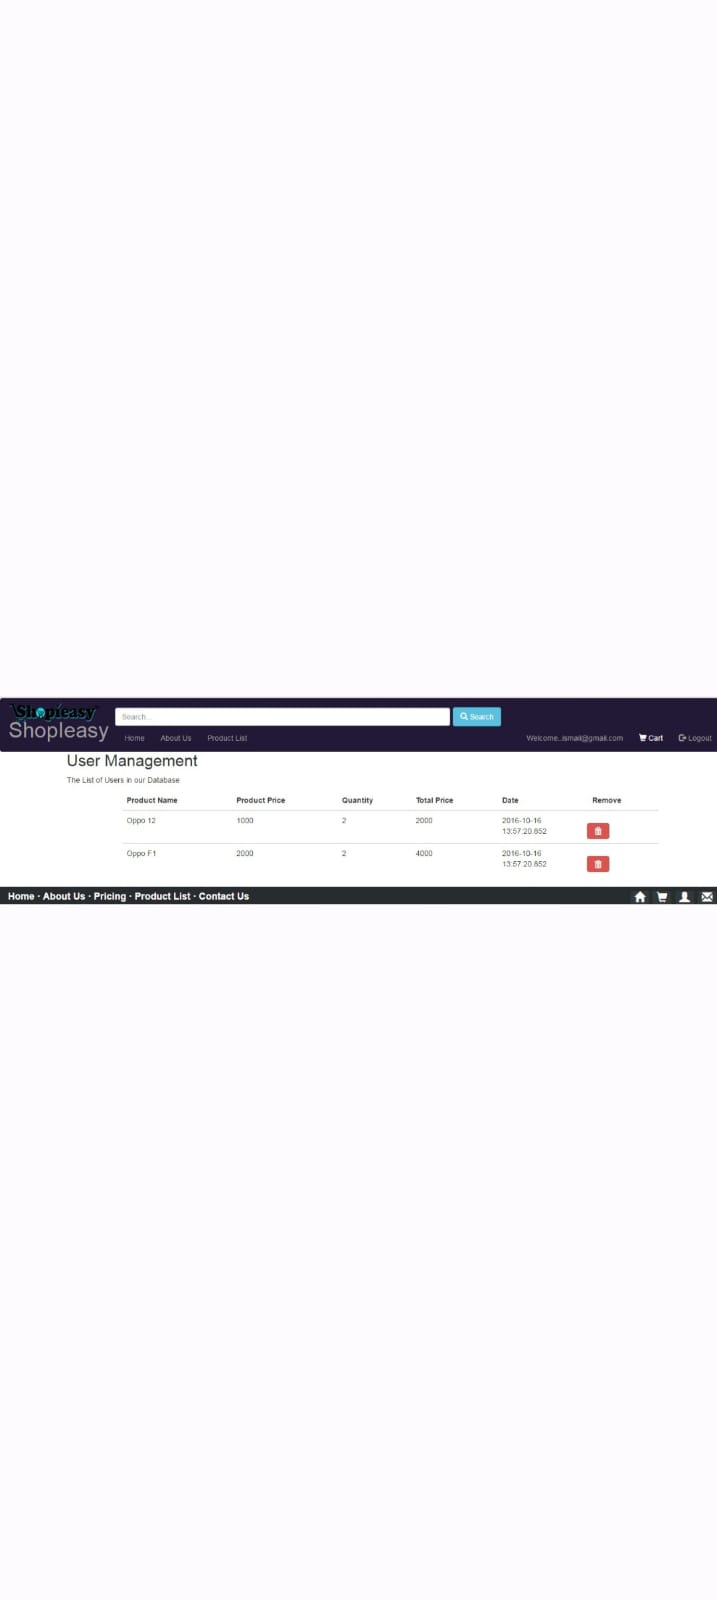 Shopleasy
Shopleasy
Search...
Search
Home About Us Product List
Welcome..ismail@gmail.com Cart Logout
User Management
The List of Users in our Database
Product Name Product Price Quantity Total Price Date Remove
Oppo 12 1000 2 2000 2016-10-16
13:57:20.852
Oppo F1 2000 2 4000 2016-10-16
13:57:20.852
Home · About Us · Pricing · Product List · Contact Us